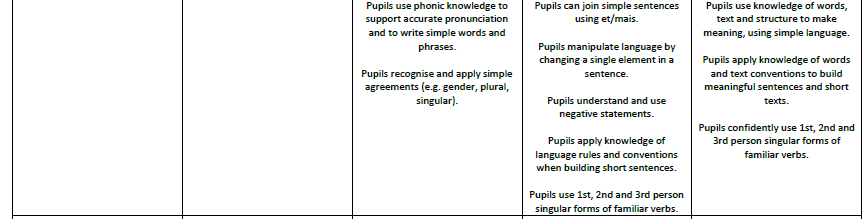 Pupils use phonic knowledge to
support accurate pronunciation
and to write simple words and
phrases.
Pupils recognise and apply simple
agreements (e.g. gender, plural,
singular).
Pupils can join simple sentences
using et/mais.
Pupils manipulate language by
changing a single element in a
sentence.
Pupils understand and use
negative statements.
Pupils apply knowledge of
language rules and conventions
when building short sentences.
Pupils use 1st, 2nd and 3rd person
singular forms of familiar verbs.
Pupils use knowledge of words,
text and structure to make
meaning, using simple language.
Pupils apply knowledge of words
and text conventions to build
meaningful sentences and short
texts.
Pupils confidently use 1st, 2nd and
3rd person singular forms of
familiar verbs.